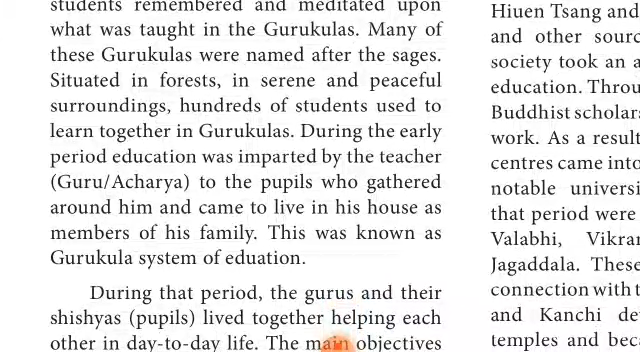 students remembered and meditated upon
what was taught in the Gurukulas. Many of
these Gurukulas were named after the sages.
Situated in forests, in serene and peaceful
surroundings, hundreds of students used to
learn together in Gurukulas. During the early
period education was imparted by the teacher
(Guru/Acharya) to the pupils who gathered
around him and came to live in his house as
members of his family. This was known as
Gurukula system of eduation.
During that period, the gurus and their
shishyas (pupils) lived together helping each
other in day-to-day life. The main objectives
Hiuen Tsang and
and other sourc
society took an a
education. Throu
Buddhist scholars
work. As a result
centres came into
notable universi
that period were
Valabhi, Vikran
Jagaddala. These
connection with t
and Kanchi de
temples and bec